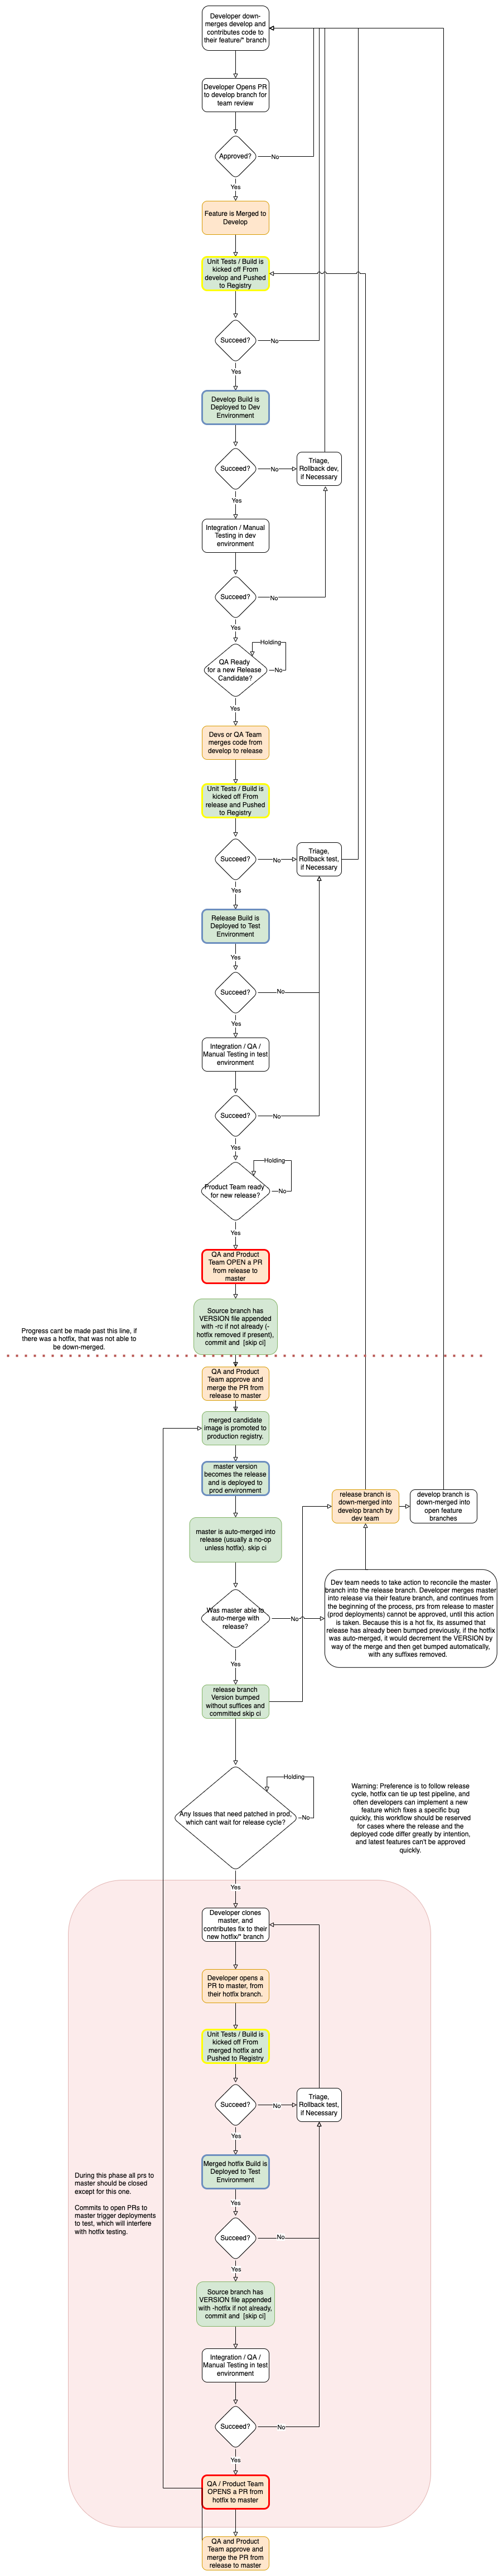 Developer down-
merges develop and
contributes code to
their feature/* branch
Developer Opens PR
to develop branch for
team review
Approved?
No
Yes
Feature is Merged to
Develop
Unit Tests / Build is
kicked off From
develop and Pushed
to Registry
Succeed?
No
Yes
Develop Build is
Deployed to Dev
Environment
Succeed?
No
Triage,
Rollback dev,
if Necessary
Yes
Integration / Manual
Testing in dev
environment
Succeed?
No
Yes
Holding
QA Ready
for a new Release
Candidate?
No
Yes
Devs or QA Team
merges code from
develop to release
Unit Tests / Build is
kicked off From
release and Pushed
to Registry
Succeed?
No
Triage,
Rollback test,
if Necessary
Yes
Release Build is
Deployed to Test
Environment
Yes
Succeed?
No
Yes
Integration / QA /
Manual Testing in test
environment
Succeed?
No
Yes
Holding
Product Team ready
for new release?
No
Yes
QA and Product
Team OPEN a PR
from release to
master
Source branch has
VERSION file appended
with -rc if not already (-
hotfix removed if present),
commit and [skip ci]
Progress cant be made past this line, if
there was a hotfix, that was not able to
be down-merged.
QA and Product
Team approve and
merge the PR from
release to master
merged candidate
image is promoted to
production registry.
master version
becomes the release
and is deployed to
prod environment
release branch is
down-merged into
develop branch by
dev team
develop branch is
down-merged into
open feature
branches
master is auto-merged into
release (usually a no-op
unless hotfix). skip ci
Was master able to
auto-merge with
release?
No
Dev team needs to take action to reconcile the master
branch into the release branch. Developer merges master
into release via their feature branch, and continues from
the beginning of the process, prs from release to master
(prod deployments) cannot be approved, until this action
is taken. Because this is a hot fix, its assumed that
release has already been bumped previously, if the hotfix
was auto-merged, it would decrement the VERSION by
way of the merge and then get bumped automatically,
with any suffixes removed.
Yes
release branch
Version bumped
without suffices and
committed skip ci
Holding
Any Issues that need patched in prod,
which cant wait for release cycle?
No
Warning: Preference is to follow release
cycle, hotfix can tie up test pipeline, and
often developers can implement a new
feature which fixes a specific bug
quickly, this workflow should be reserved
for cases where the release and the
deployed code differ greatly by intention,
and latest features can't be approved
quickly.
Yes
Developer clones
master, and
contributes fix to their
new hotfix/* branch
Developer opens a
PR to master, from
their hotfix branch.
Unit Tests / Build is
kicked off From
merged hotfix and
Pushed to Registry
Succeed?
No
Triage,
Rollback test,
if Necessary
Yes
Merged hotfix Build is
Deployed to Test
Environment
During this phase all prs to
master should be closed
except for this one.
Commits to open PRs to
master trigger deployments
to test, which will interfere
with hotfix testing.
Yes
Succeed?
No
Yes
Source branch has
VERSION file appended
with -hotfix if not already,
commit and [skip ci]
Integration / QA /
Manual Testing in test
environment
Succeed?
No
Yes
QA / Product Team
OPENS a PR from
hotfix to master
QA and Product
Team approve and
merge the PR from
release to master